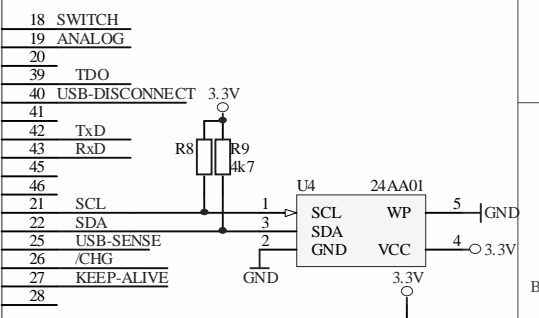 18 SWITCH
19 ANALOG
20
39 TDO
40 USB-DISCONNECT 3.3V
41
42 TxD
43 RxD R8 R9
45 4k7
46 U4 24AA01
21 SCL 1 SCL WP 5 GND
22 SDA 3 SDA
25 USB-SENSE 2 GND VCC 4 3.3V
26 /CHG GND 3.3V
27 KEEP-ALIVE B
28